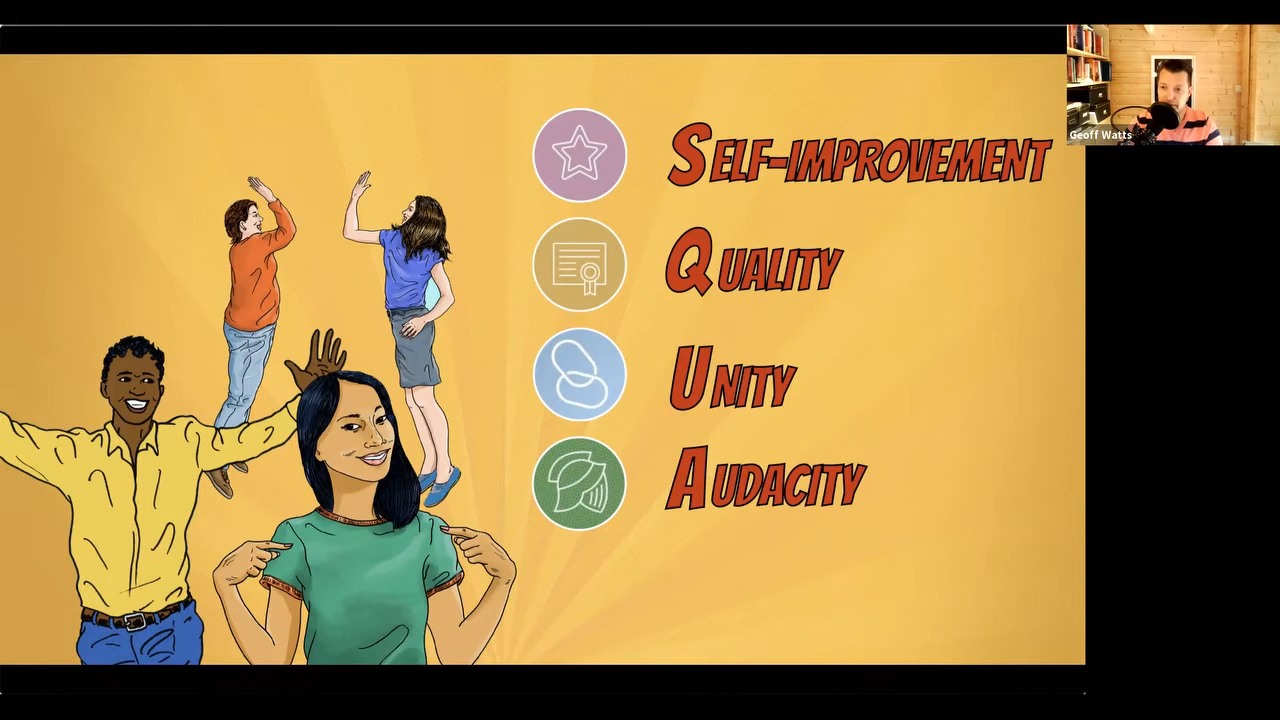 SELF-IMPROVEMENT
Geoff Watts
QUALITY
UNITY
AUDACITY